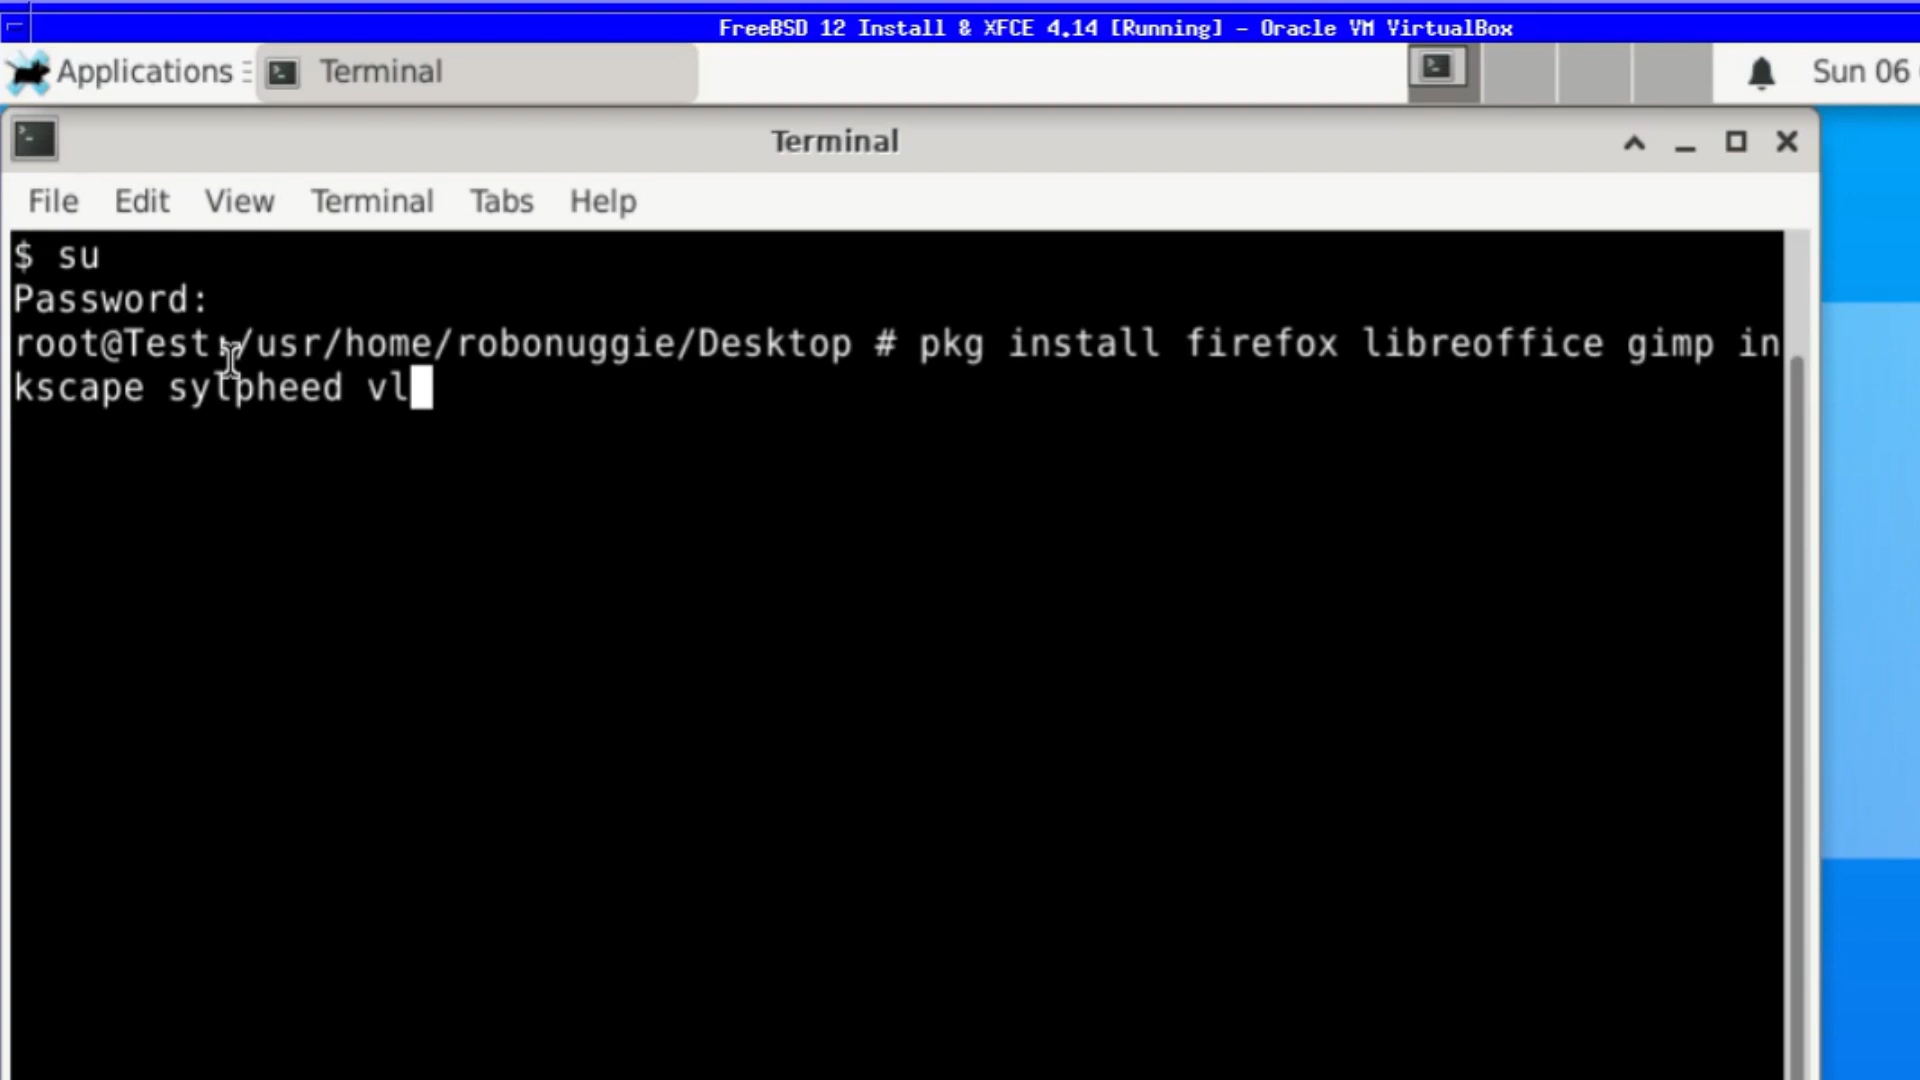 FreeBSD 12 Install & XFCE 4.14 [Running] - Oracle VM VirtualBox
Applications Terminal Sun 06
Terminal
File Edit View Terminal Tabs Help
$ su
Password:
root@Test:/usr/home/robonuggie/Desktop # pkg install firefox libreoffice gimp in
kscape sylpheed vl